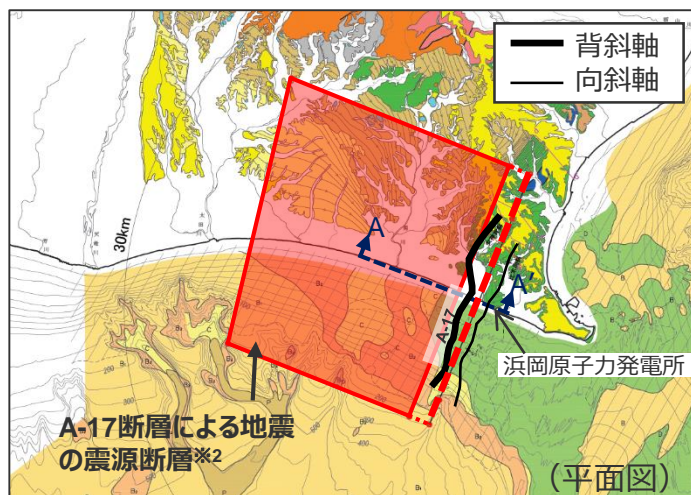 背斜軸
向斜軸
30km
A
A'
A-17
浜岡原子力発電所
A-17断層による地震
の震源断層※2
(平面図)